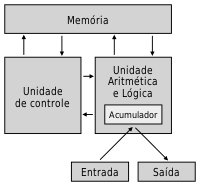 Memória
Unidade
de controle
Unidade
Aritmética
e Lógica
Acumulador
Entrada
Saída